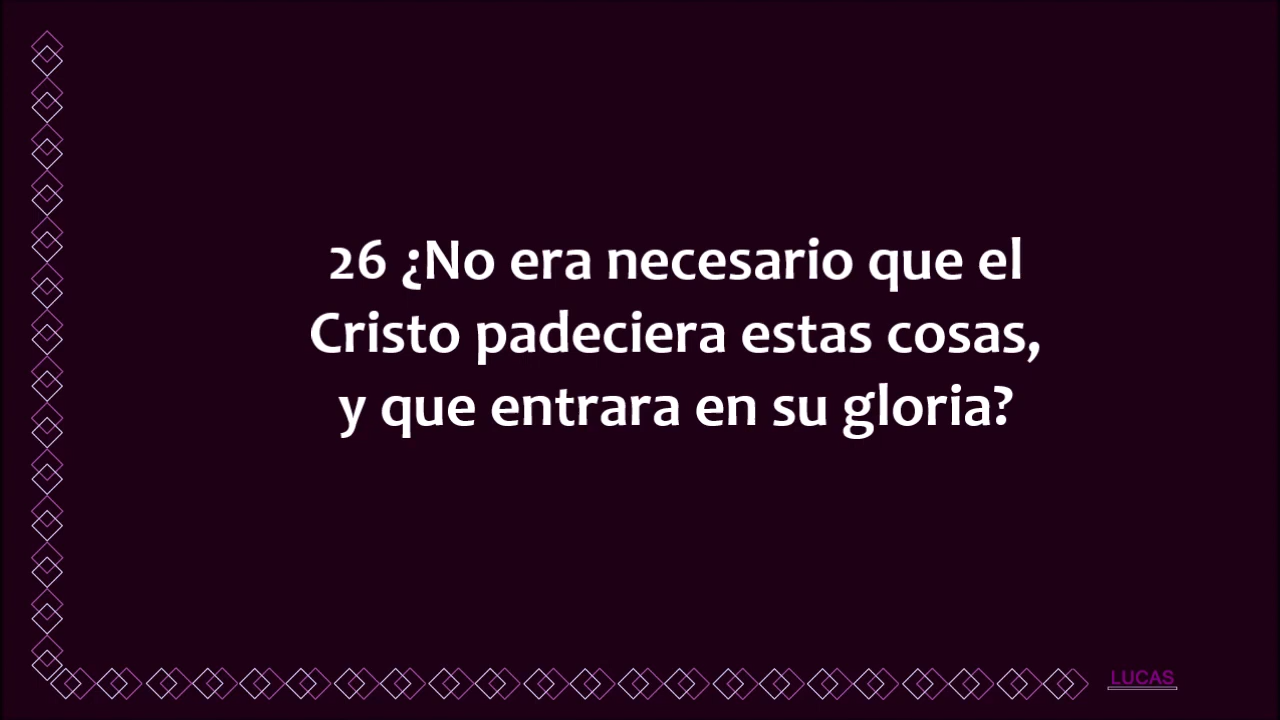 26 ¿No era necesario que el
Cristo padeciera estas cosas,
y que entrara en su gloria?
LUCAS